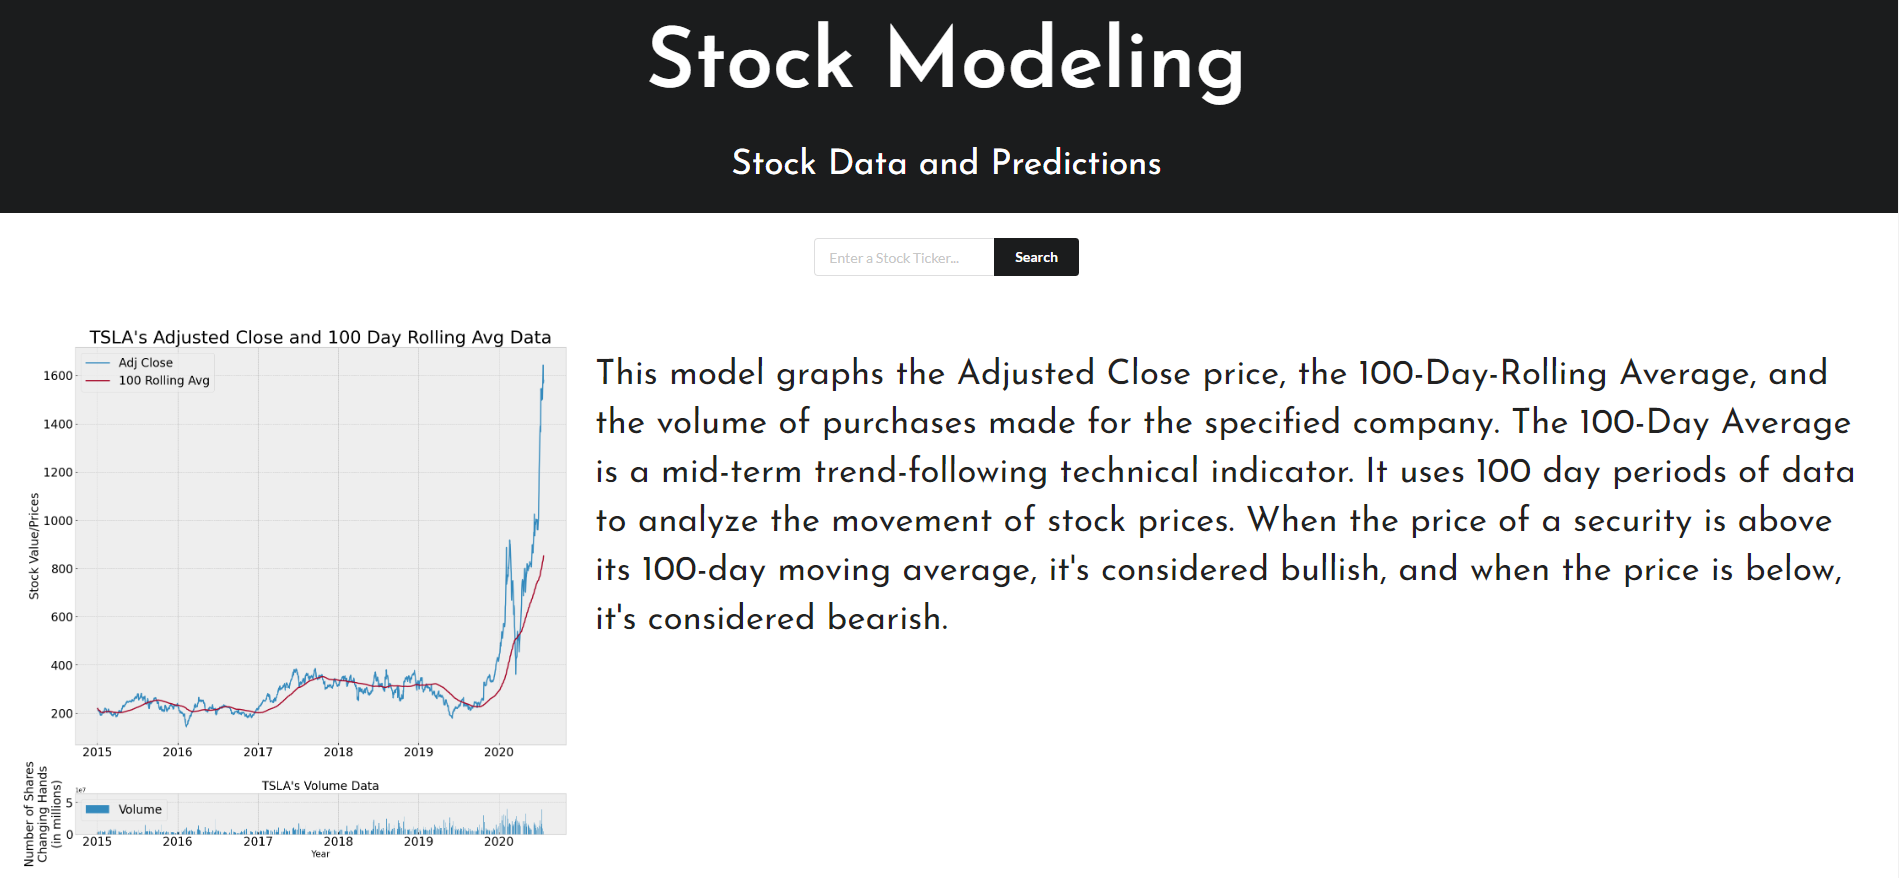 Stock Modeling
Stock Data and Predictions
Enter a Stock Ticker...
Search
TSLA's Adjusted Close and 100 Day Rolling Avg Data
Adj Close
100 Rolling Avg
1600
1400
1200
1000
800
600
400
200
Stock Value/Prices
2015 2016 2017 2018 2019 2020
TSLA's Volume Data
1e7
Volume
5
0
Number of Shares
Changing Hands
(in millions)
2015 2016 2017 2018 2019 2020
Year
This model graphs the Adjusted Close price, the 100-Day-Rolling Average, and
the volume of purchases made for the specified company. The 100-Day Average
is a mid-term trend-following technical indicator. It uses 100 day periods of data
to analyze the movement of stock prices. When the price of a security is above
its 100-day moving average, it's considered bullish, and when the price is below,
it's considered bearish.